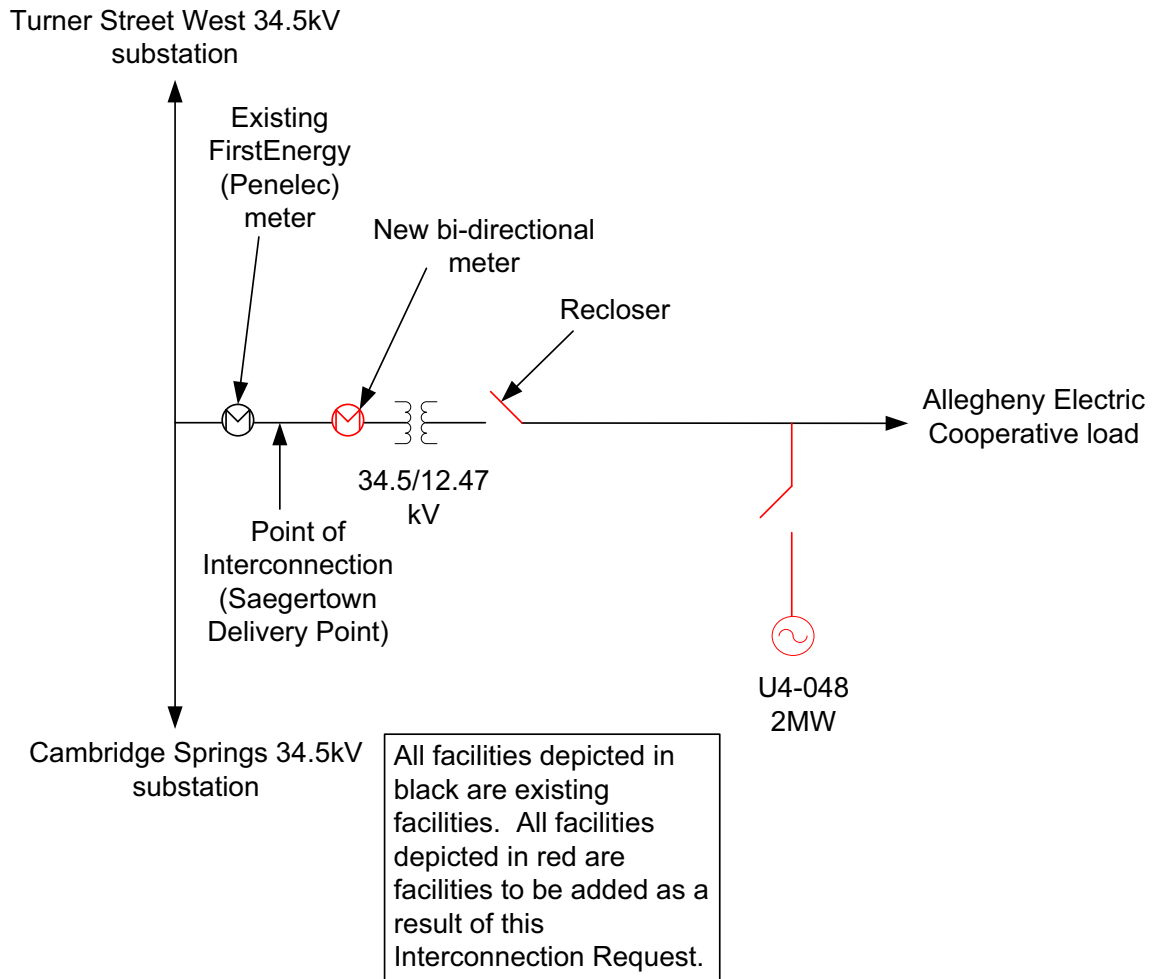 Turner Street West 34.5kV
substation
Existing
FirstEnergy
(Penelec)
meter
New bi-directional
meter
Recloser
Allegheny Electric
Cooperative load
34.5/12.47
kV
Point of
Interconnection
(Saegertown
Delivery Point)
U4-048
2MW
Cambridge Springs 34.5kV
substation
All facilities depicted in
black are existing
facilities.  All facilities
depicted in red are
facilities to be added as a
result of this
Interconnection Request.